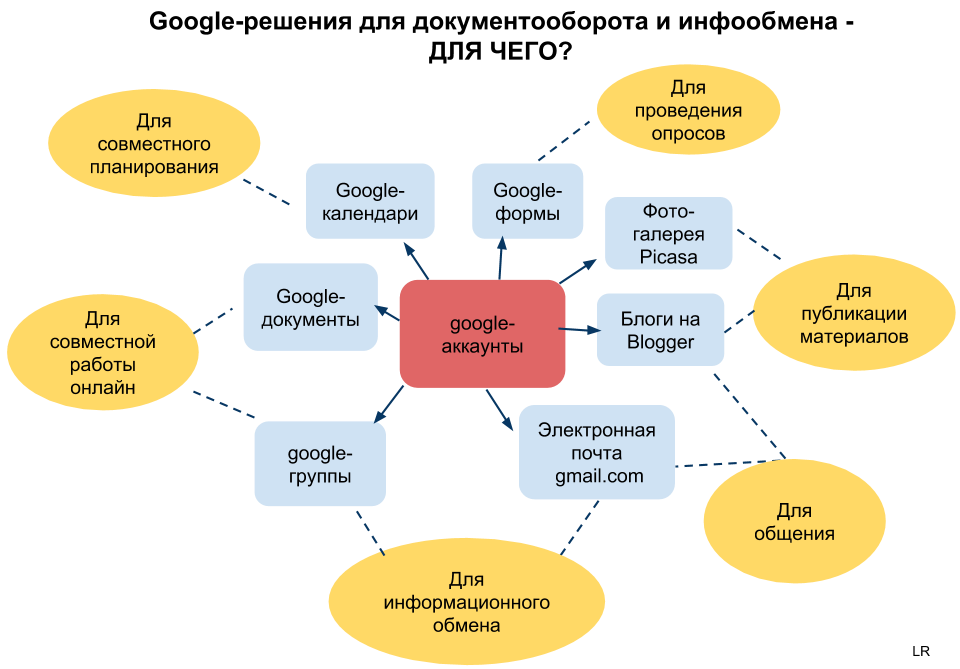 Google-решения для документооборота и инфообмена -
ДЛЯ ЧЕГО?
Для
совместного
планирования
Google-
календари
Google-
формы
Для
проведения
опросов
Фото-
галерея
Picasa
Google-
документы
google-
аккаунты
Блоги на
Blogger
Для
публикации
материалов
Для
совместной
работы
онлайн
google-
группы
Электронная
почта
gmail.com
Для
общения
Для
информационного
обмена
LR